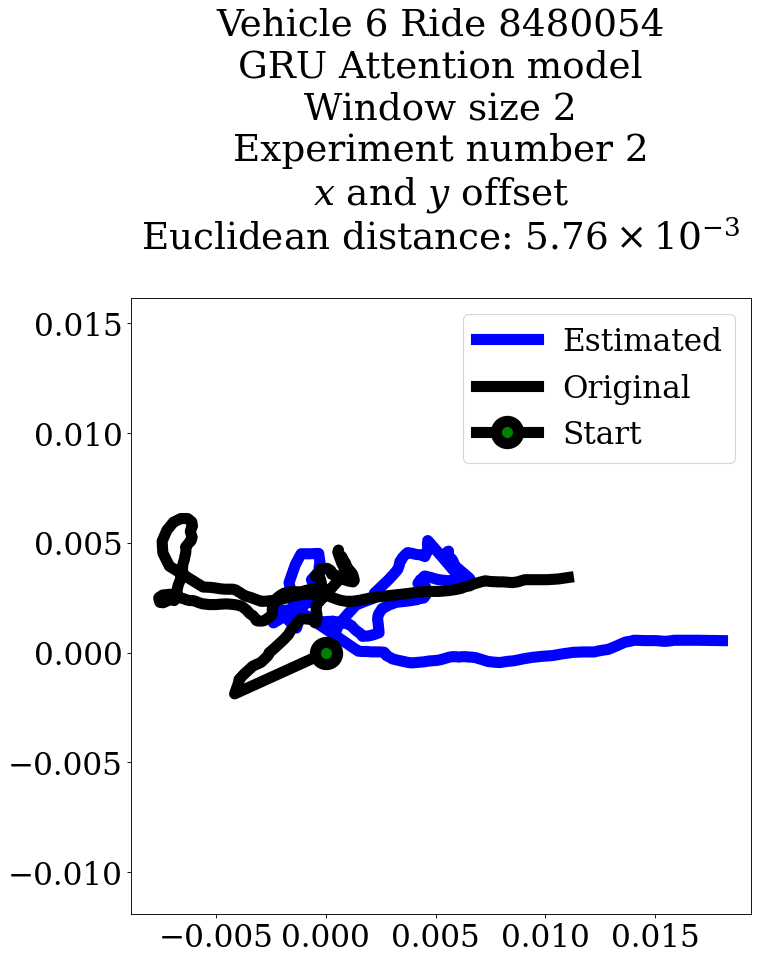 Vehicle 6 Ride 8480054
GRU Attention model
Window size 2
Experiment number 2
x and y offset
Euclidean distance: 5.76 × 10⁻³
Estimated
Original
Start
0.015
0.010
0.005
0.000
−0.005
−0.010
−0.005 0.000 0.005 0.010 0.015